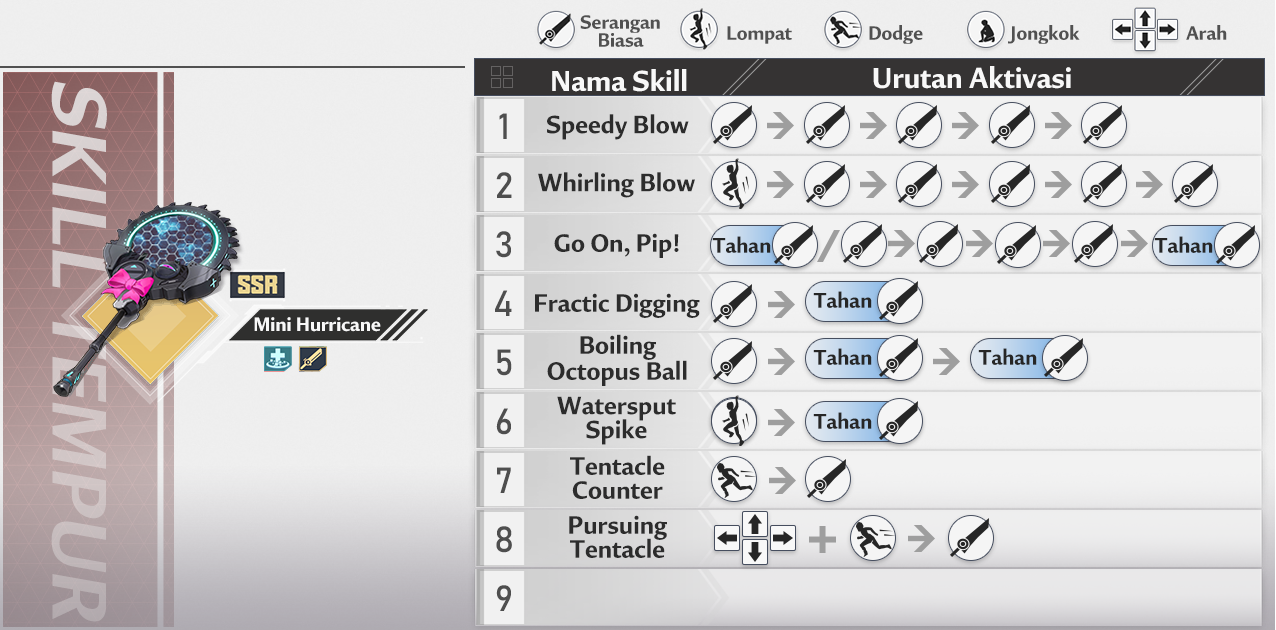 Serangan
Biasa
Lompat
Dodge
Jongkok
Arah
SKILL TEMPUR
SSR
Mini Hurricane
Nama Skill
Urutan Aktivasi
1
Speedy Blow
2
Whirling Blow
3
Go On, Pip!
Tahan
/
Tahan
4
Fractic Digging
Tahan
5
Boiling
Octopus Ball
Tahan
Tahan
6
Watersput
Spike
Tahan
7
Tentacle
Counter
8
Pursuing
Tentacle
+
9